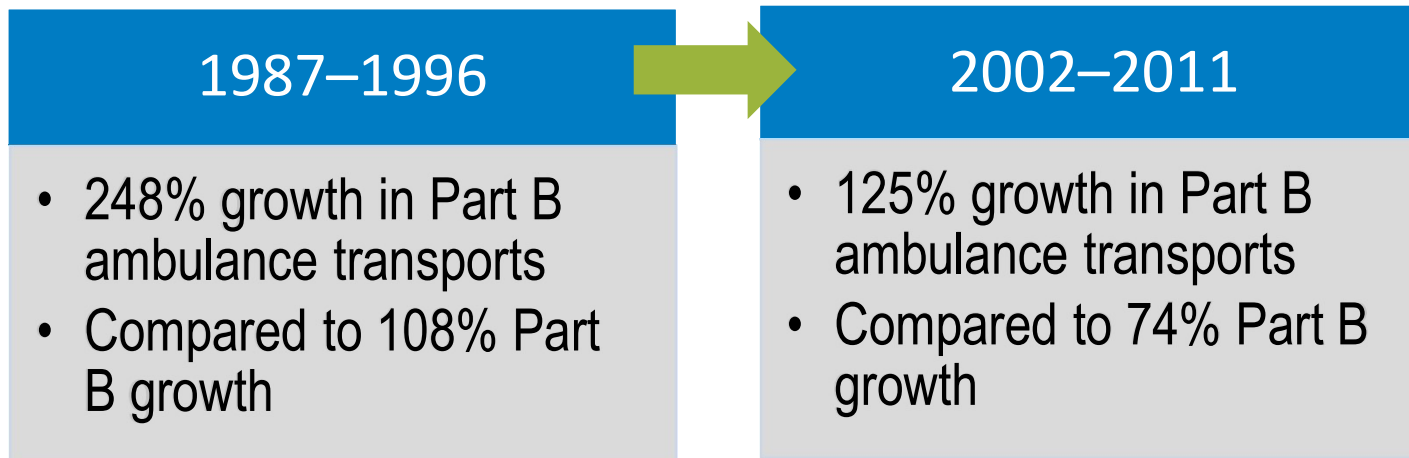 1987–1996
• 248% growth in Part B
ambulance transports
• Compared to 108% Part
B growth
2002–2011
• 125% growth in Part B
ambulance transports
• Compared to 74% Part B
growth